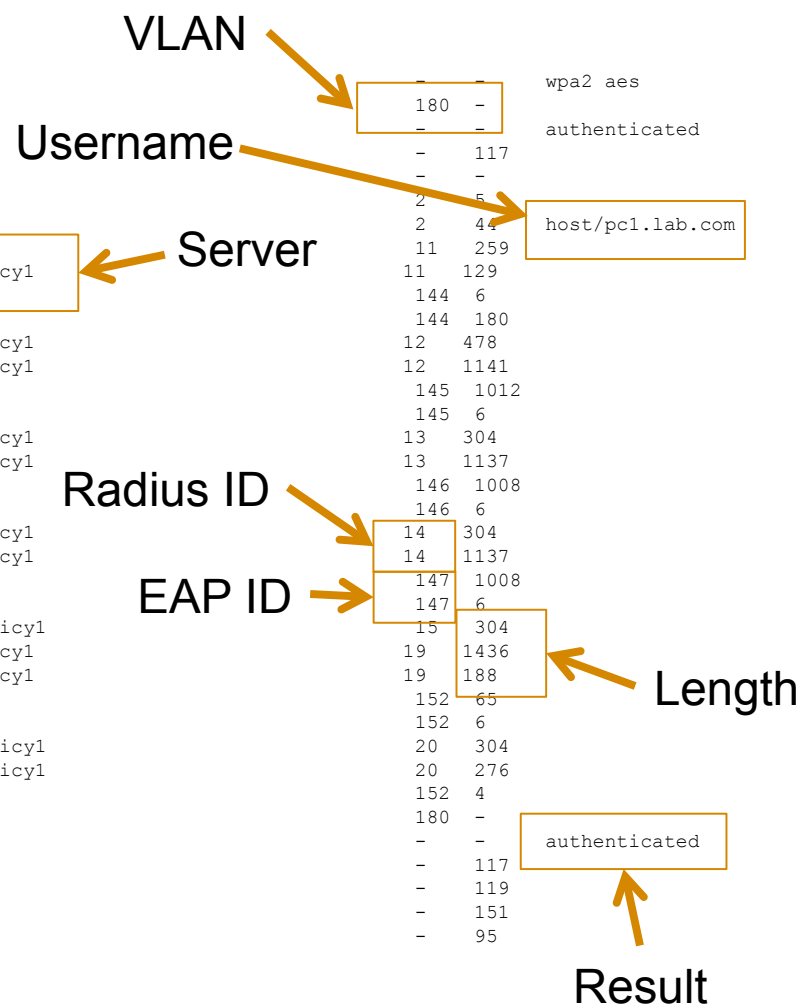 VLAN
- - wpa2 aes
180 -
- - authenticated
Username
- 117
- -
2 5
2 44 host/pc1.lab.com
Server
11 259
cy1 11 129
144 6
144 180
cy1 12 478
cy1 12 1141
145 1012
145 6
cy1 13 304
cy1 13 1137
Radius ID
146 1008
146 6
cy1 14 304
cy1 14 1137
147 1008
EAP ID
147 6
icy1 15 304
cy1 19 1436
cy1 19 188
Length
152 65
152 6
icy1 20 304
icy1 20 276
152 4
180 -
- - authenticated
- 117
- 119
- 151
- 95
Result